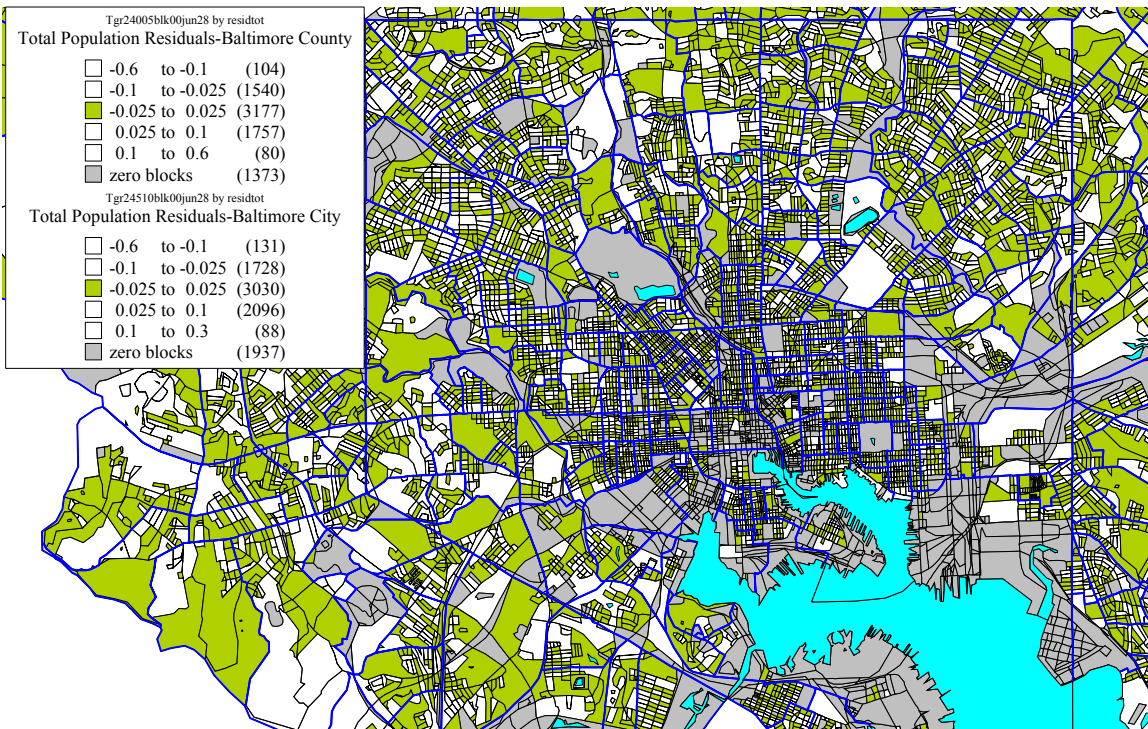 Tgr24005blk00jun28 by residtot
Total Population Residuals-Baltimore County
-0.6 to -0.1 (104)
-0.1 to -0.025 (1540)
-0.025 to 0.025 (3177)
0.025 to 0.1 (1757)
0.1 to 0.6 (80)
zero blocks (1373)
Tgr24510blk00jun28 by residtot
Total Population Residuals-Baltimore City
-0.6 to -0.1 (131)
-0.1 to -0.025 (1728)
-0.025 to 0.025 (3030)
0.025 to 0.1 (2096)
0.1 to 0.3 (88)
zero blocks (1937)